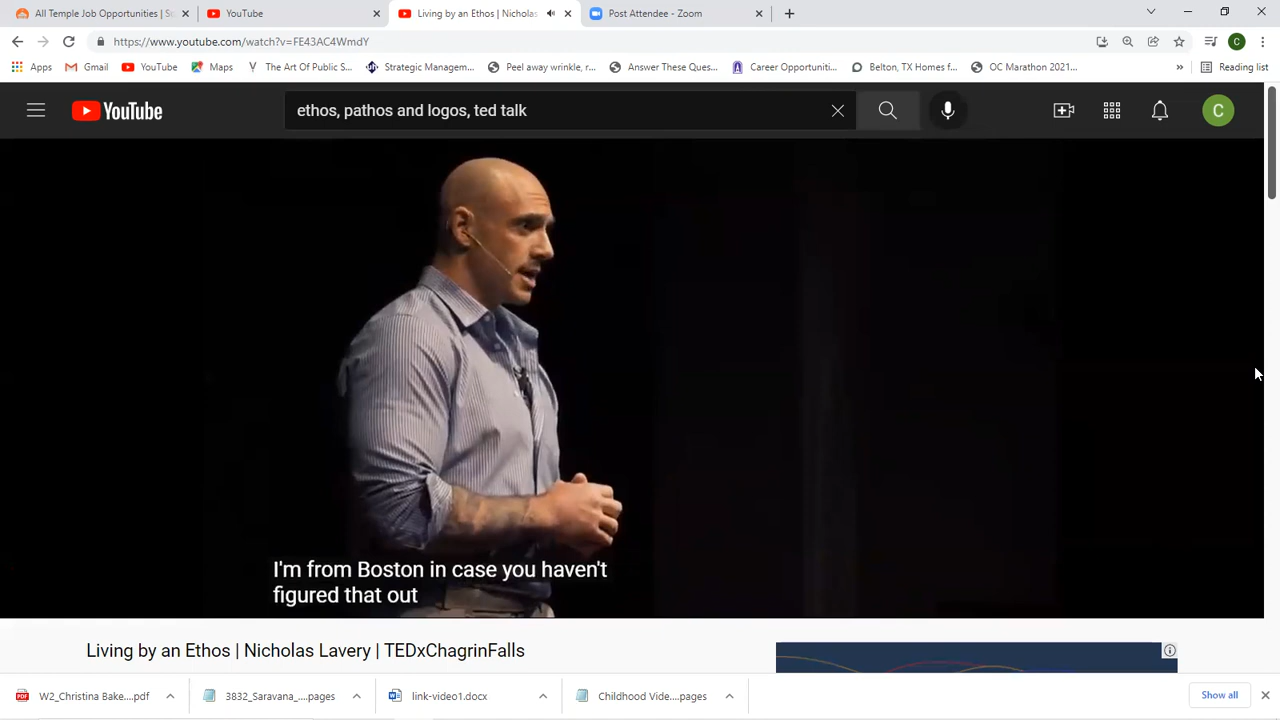 All Temple Job Opportunities | Sk
YouTube
Living by an Ethos | Nicholas
Post Attendee - Zoom
https://www.youtube.com/watch?v=FE43AC4WmdY
C
Apps
Gmail
YouTube
Maps
The Art Of Public S...
Strategic Managem...
Peel away wrinkle, r...
Answer These Que...
Career Opportuniti...
Belton, TX Homes f...
OC Marathon 2021...
»
Reading list
YouTube
ethos, pathos and logos, ted talk
C
I'm from Boston in case you haven't
figured that out
Living by an Ethos | Nicholas Lavery | TEDxChagrinFalls
W2_Christina Bake....pdf
3832_Saravana_....pages
link-video1.docx
Childhood Vide....pages
Show all